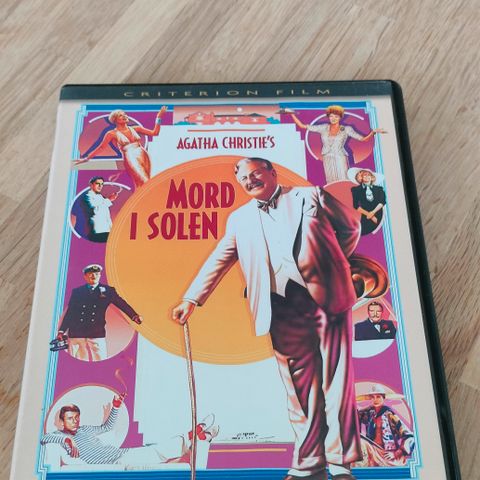 CRITERION FILM
AGATHA CHRISTIE'S
MORD
I SOLEN